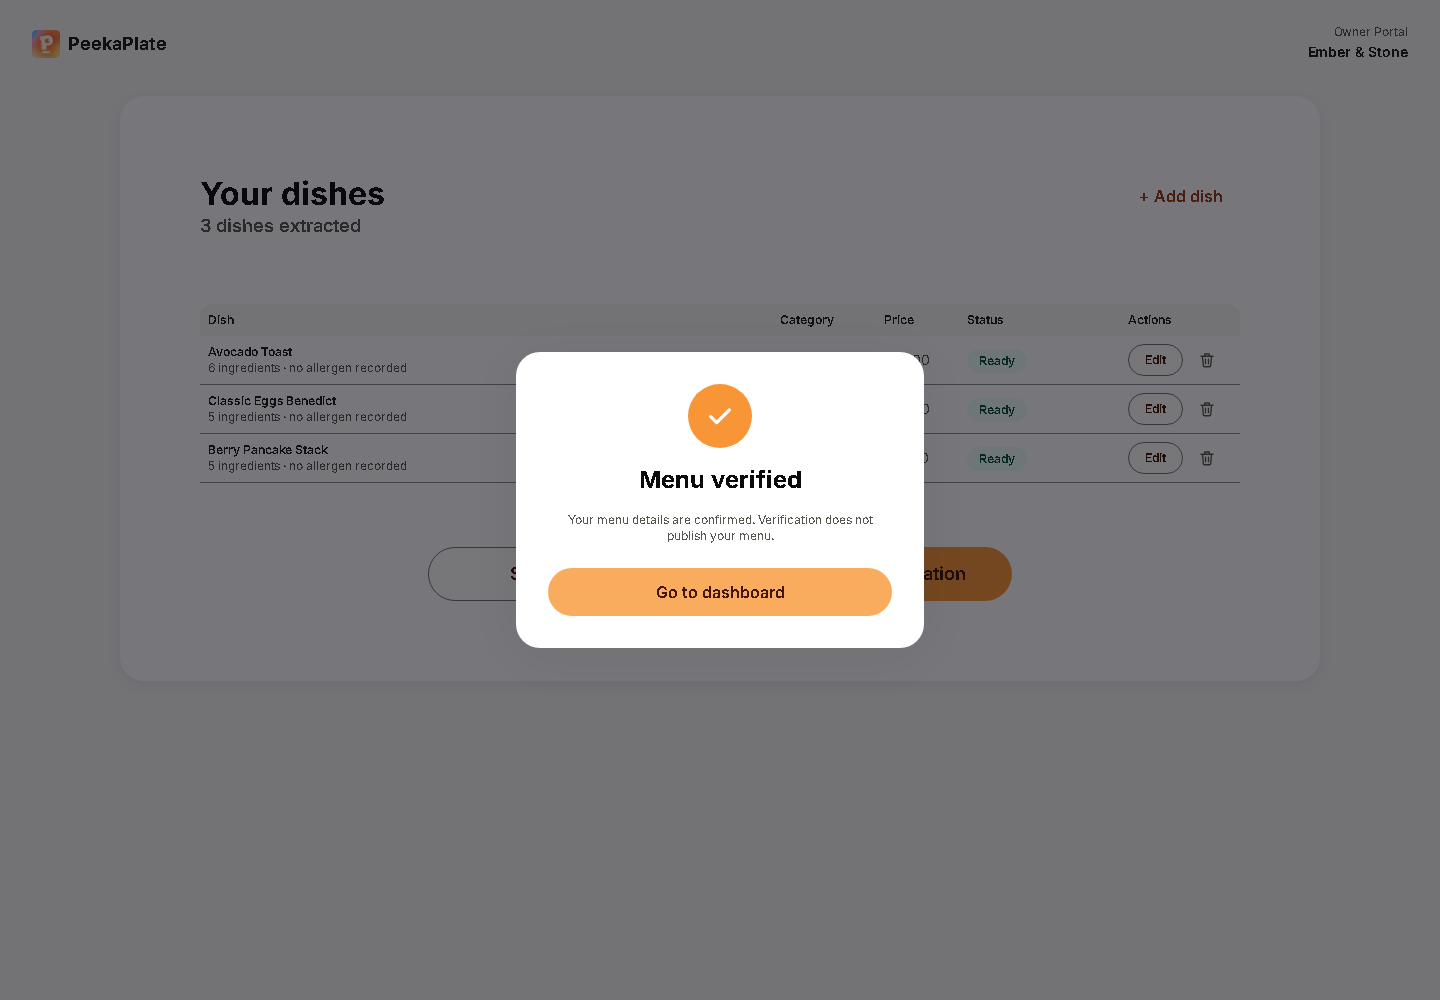 PeekaPlate
Owner Portal
Ember & Stone
Your dishes
3 dishes extracted
+ Add dish
Dish Category Price Status Actions
Avocado Toast
6 ingredients · no allergen recorded
Ready Edit
Classic Eggs Benedict
5 ingredients · no allergen recorded
Ready Edit
Berry Pancake Stack
5 ingredients · no allergen recorded
Ready Edit
Menu verified
Your menu details are confirmed. Verification does not
publish your menu.
Go to dashboard